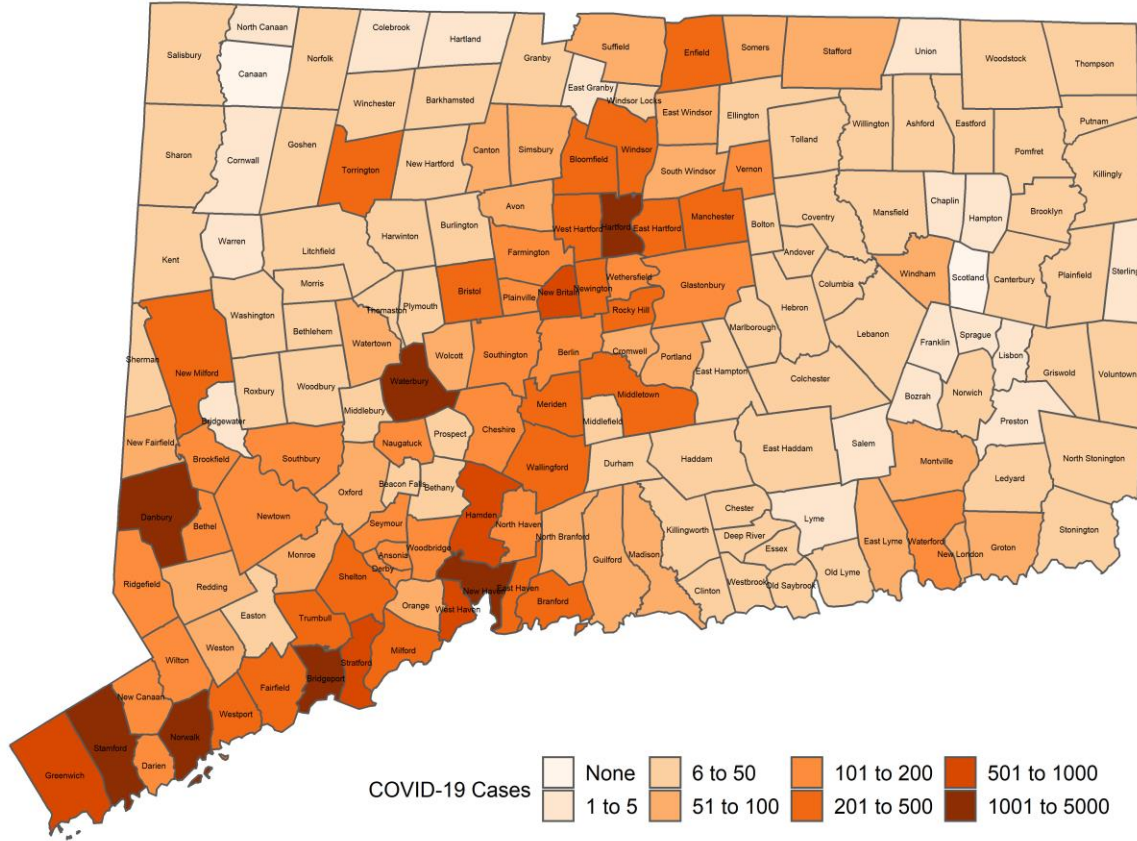 North Canaan
Colebrook
Hartland
Salisbury
Norfolk
Canaan
Granby
Suffield
Enfield
Somers
Stafford
Union
Woodstock
Thompson
East Granby
Windsor Locks
Winchester
Barkhamsted
East Windsor
Ellington
Willington
Ashford
Eastford
Putnam
Sharon
Cornwall
Goshen
Torrington
New Hartford
Canton
Simsbury
Bloomfield
Windsor
South Windsor
Vernon
Tolland
Pomfret
Killingly
Kent
Warren
Litchfield
Harwinton
Burlington
Avon
West Hartford
Hartford
East Hartford
Manchester
Bolton
Coventry
Mansfield
Chaplin
Hampton
Brooklyn
Farmington
Andover
Morris
Wethersfield
Glastonbury
Windham
Scotland
Canterbury
Plainfield
Sterling
Washington
Bethlehem
Thomaston
Plymouth
Bristol
Plainville
New Britain
Newington
Rocky Hill
Hebron
Columbia
Marlborough
Lebanon
Franklin
Sprague
Lisbon
Sherman
New Milford
Roxbury
Woodbury
Watertown
Wolcott
Southington
Berlin
Cromwell
Portland
East Hampton
Colchester
Griswold
Voluntown
Waterbury
Middlebury
Meriden
Middletown
Middlefield
Bozrah
Norwich
Preston
Bridgewater
New Fairfield
Brookfield
Southbury
Naugatuck
Prospect
Cheshire
Wallingford
Durham
Haddam
East Haddam
Salem
Montville
North Stonington
Ledyard
Danbury
Bethel
Newtown
Oxford
Beacon Falls
Bethany
Hamden
North Haven
Seymour
Ansonia
Derby
Woodbridge
North Branford
Guilford
Madison
Killingworth
Chester
Deep River
Essex
Lyme
East Lyme
Waterford
New London
Groton
Stonington
Ridgefield
Redding
Monroe
Shelton
Orange
New Haven
East Haven
West Haven
Branford
Clinton
Westbrook
Old Saybrook
Old Lyme
Easton
Trumbull
Weston
Wilton
Milford
Stratford
Bridgeport
Fairfield
Westport
New Canaan
Norwalk
Stamford
Darien
Greenwich
COVID-19 Cases
None
6 to 50
101 to 200
501 to 1000
1 to 5
51 to 100
201 to 500
1001 to 5000